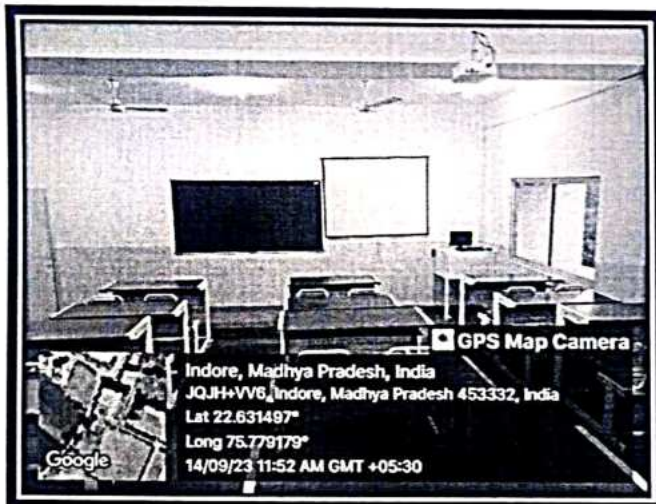 GPS Map Camera
Indore, Madhya Pradesh, India
JQJH+VV6, Indore, Madhya Pradesh 453332, India
Lat 22.631497°
Long 75.779179°
14/09/23 11:52 AM GMT +05:30
Google